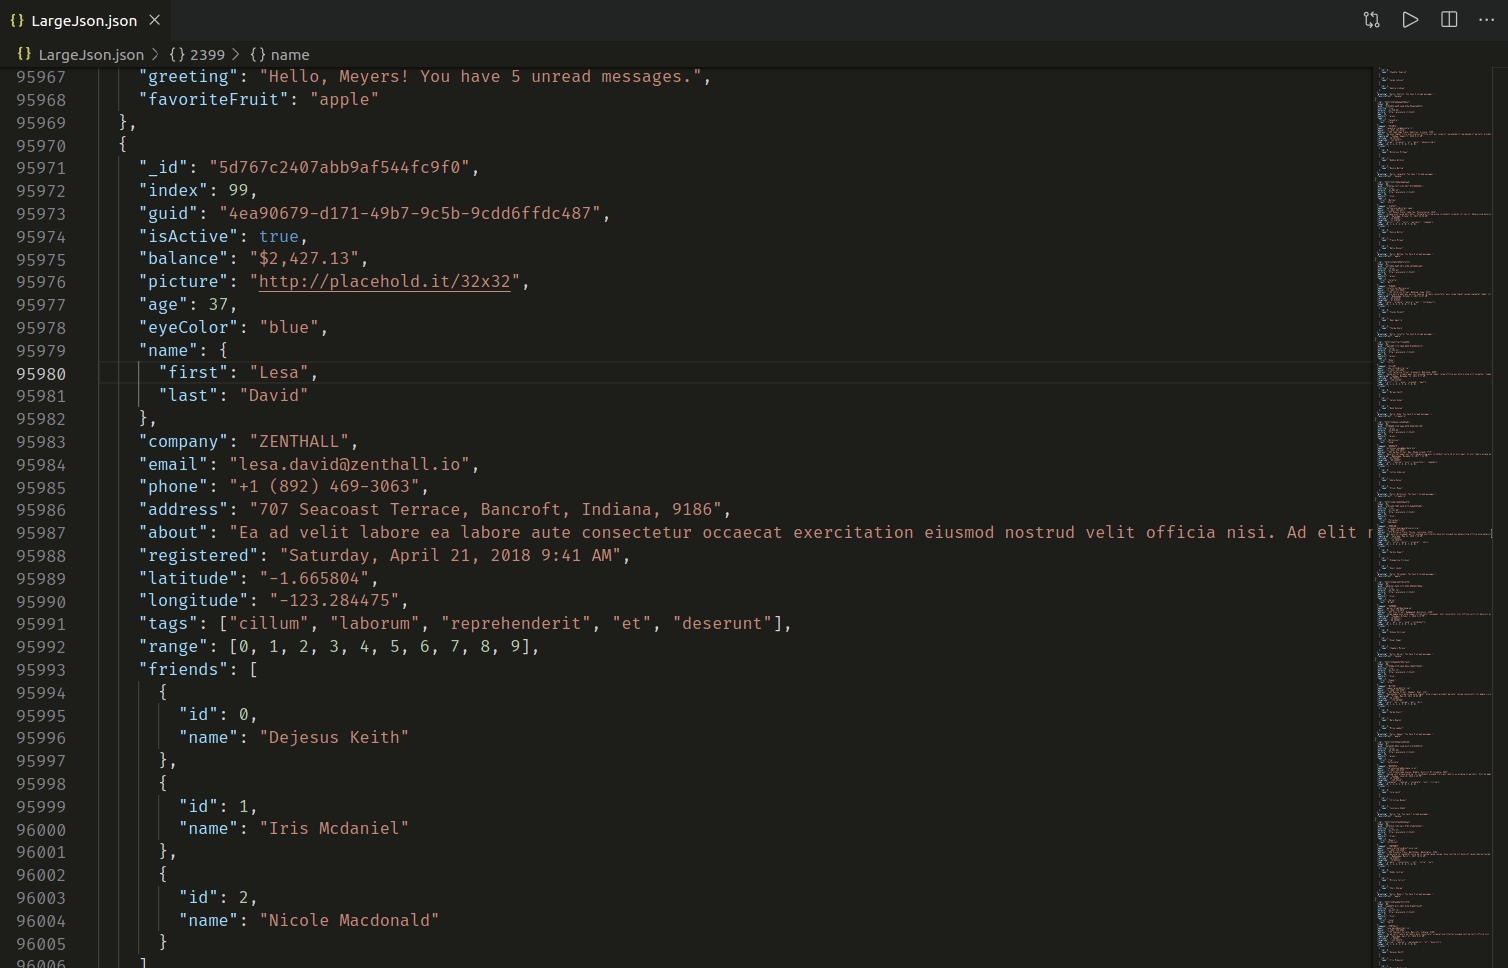 LargeJson.json
LargeJson.json > {} 2399 > {} name
95967 "greeting": "Hello, Meyers! You have 5 unread messages.",
95968 "favoriteFruit": "apple"
95969 },
95970 {
95971 "_id": "5d767c2407abb9af544fc9f0",
95972 "index": 99,
95973 "guid": "4ea90679-d171-49b7-9c5b-9cdd6ffdc487",
95974 "isActive": true,
95975 "balance": "$2,427.13",
95976 "picture": "http://placehold.it/32x32",
95977 "age": 37,
95978 "eyeColor": "blue",
95979 "name": {
95980 "first": "Lesa",
95981 "last": "David"
95982 },
95983 "company": "ZENTHALL",
95984 "email": "lesa.david@zenthall.io",
95985 "phone": "+1 (892) 469-3063",
95986 "address": "707 Seacoast Terrace, Bancroft, Indiana, 9186",
95987 "about": "Ea ad velit labore ea labore aute consectetur occaecat exercitation eiusmod nostrud velit officia nisi. Ad elit
95988 "registered": "Saturday, April 21, 2018 9:41 AM",
95989 "latitude": "-1.665804",
95990 "longitude": "-123.284475",
95991 "tags": ["cillum", "laborum", "reprehenderit", "et", "deserunt"],
95992 "range": [0, 1, 2, 3, 4, 5, 6, 7, 8, 9],
95993 "friends": [
95994 {
95995 "id": 0,
95996 "name": "Dejesus Keith"
95997 },
95998 {
95999 "id": 1,
96000 "name": "Iris Mcdaniel"
96001 },
96002 {
96003 "id": 2,
96004 "name": "Nicole Macdonald"
96005 }
96006 ]